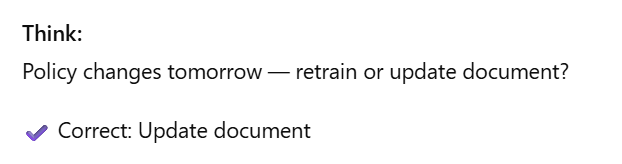 Think:
Policy changes tomorrow — retrain or update document?
✔ Correct: Update document